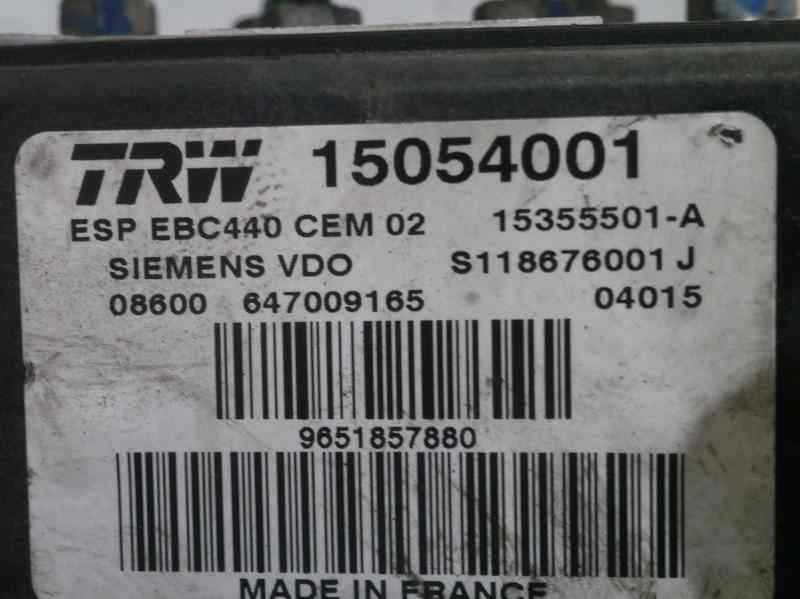 TRW 15054001
ESP EBC440 CEM 02 15355501-A
SIEMENS VDO S118676001 J
08600 647009165 04015
9651857880
MADE IN FRANCE